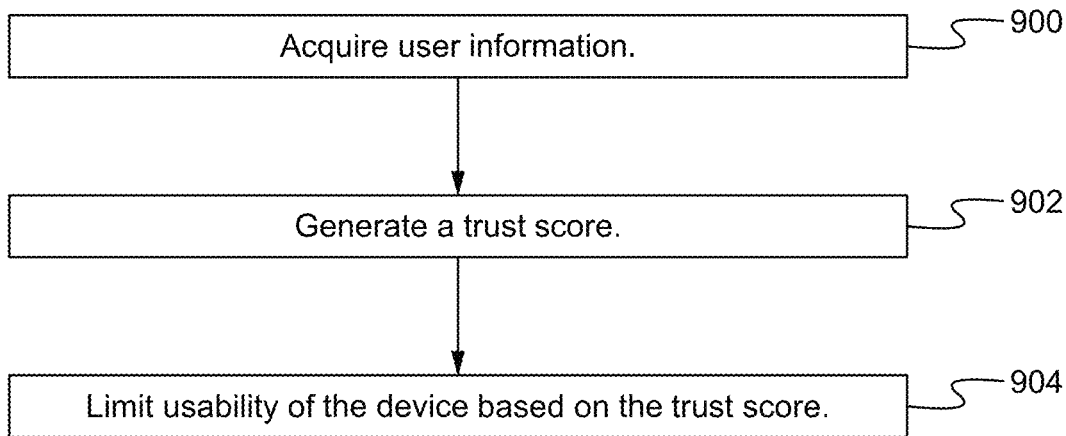 Acquire user information.
900
Generate a trust score.
902
Limit usability of the device based on the trust score.
904